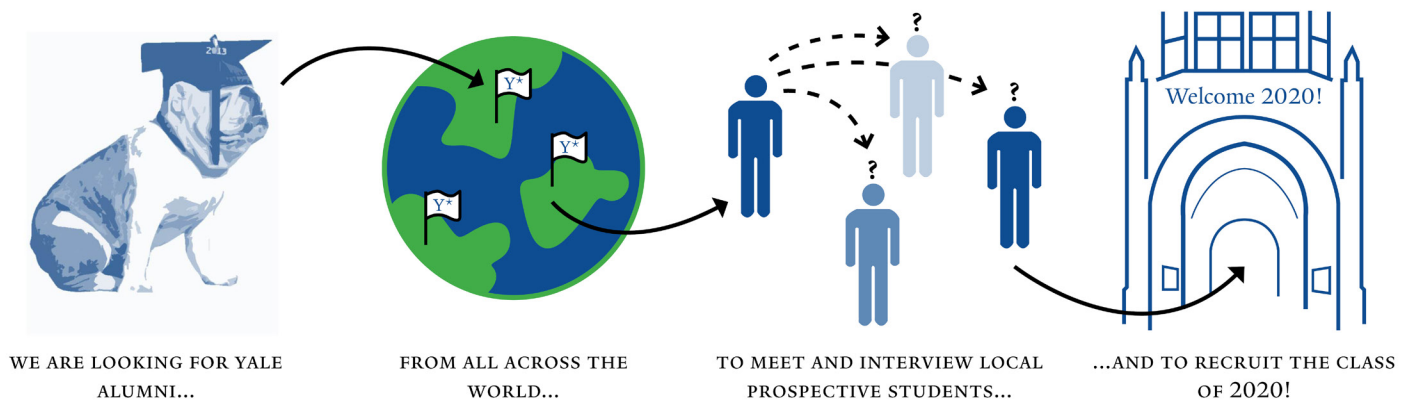 2013
Y*
Y*
Y*
?
?
?
Welcome 2020!
WE ARE LOOKING FOR YALE
ALUMNI...
FROM ALL ACROSS THE
WORLD...
TO MEET AND INTERVIEW LOCAL
PROSPECTIVE STUDENTS...
...AND TO RECRUIT THE CLASS
OF 2020!